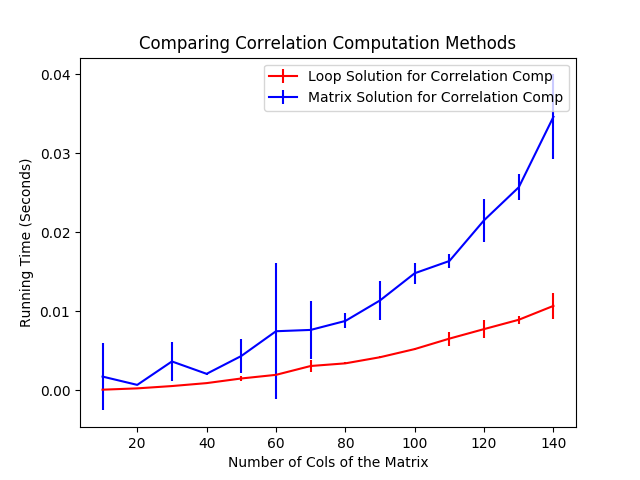 Comparing Correlation Computation Methods
Loop Solution for Correlation Comp
Matrix Solution for Correlation Comp
0.04
0.03
0.02
0.01
0.00
Running Time (Seconds)
20 40 60 80 100 120 140
Number of Cols of the Matrix